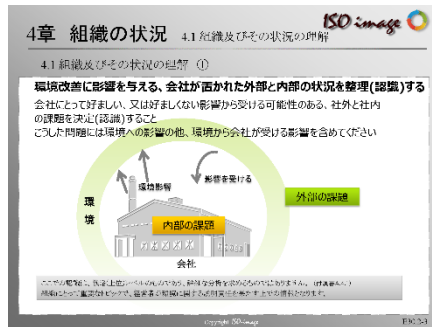 ISO image
4章 組織の状況 4.1 組織及びその状況の理解
4.1 組織及びその状況の理解 ①
環境改善に影響を与える、会社が置かれた外部と内部の状況を整理(認識)する
会社にとって好ましい、又は好ましくない影響から受ける可能性のある、社外と社内
の課題を決定(認識)すること
こうした問題には環境への影響の他、環境から会社が受ける影響を含めてください
環境影響
影響を受ける
環
境
外部の課題
内部の課題
会社
Copyright ISO-image